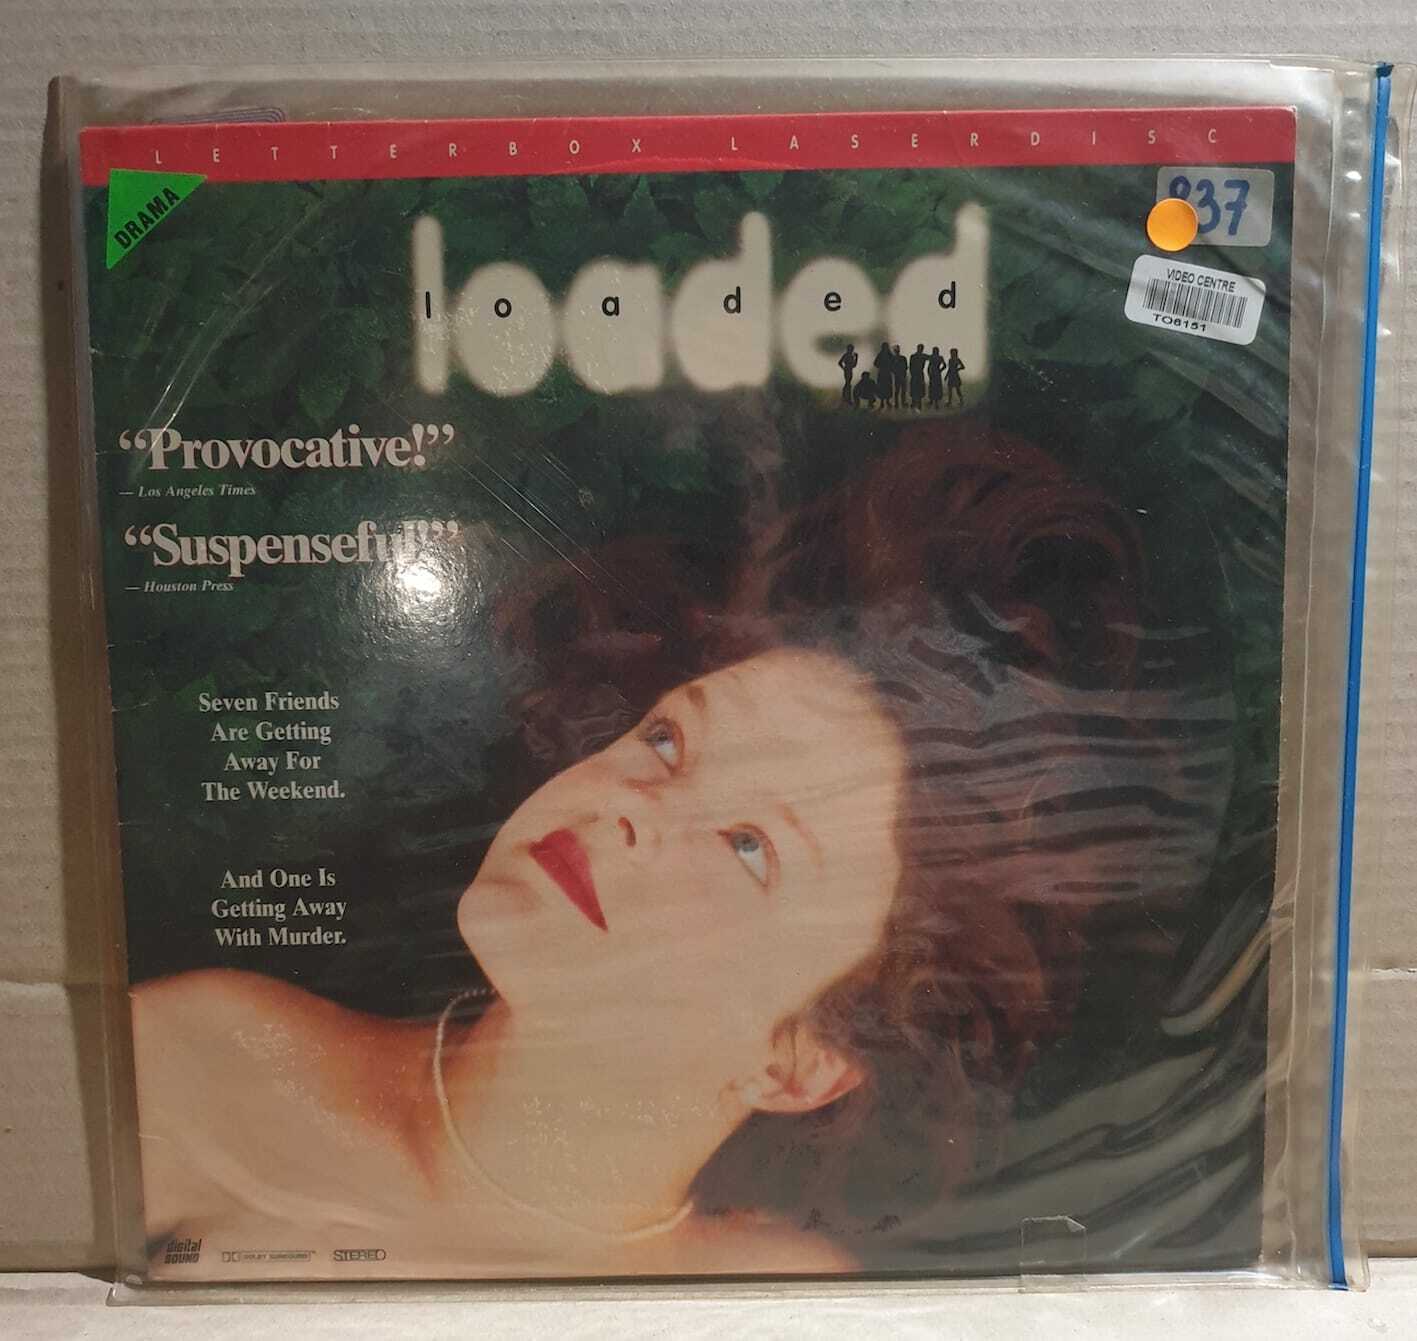 LETTERBOX LASERDISC
DRAMA
37
VIDEO CENTRE
TO6151
loaded
loaded
“Provocative!”
— Los Angeles Times
“Suspenseful!”
— Houston Press
Seven Friends
Are Getting
Away For
The Weekend.
And One Is
Getting Away
With Murder.
digital
SOUND
DOLBY SURROUND
STEREO